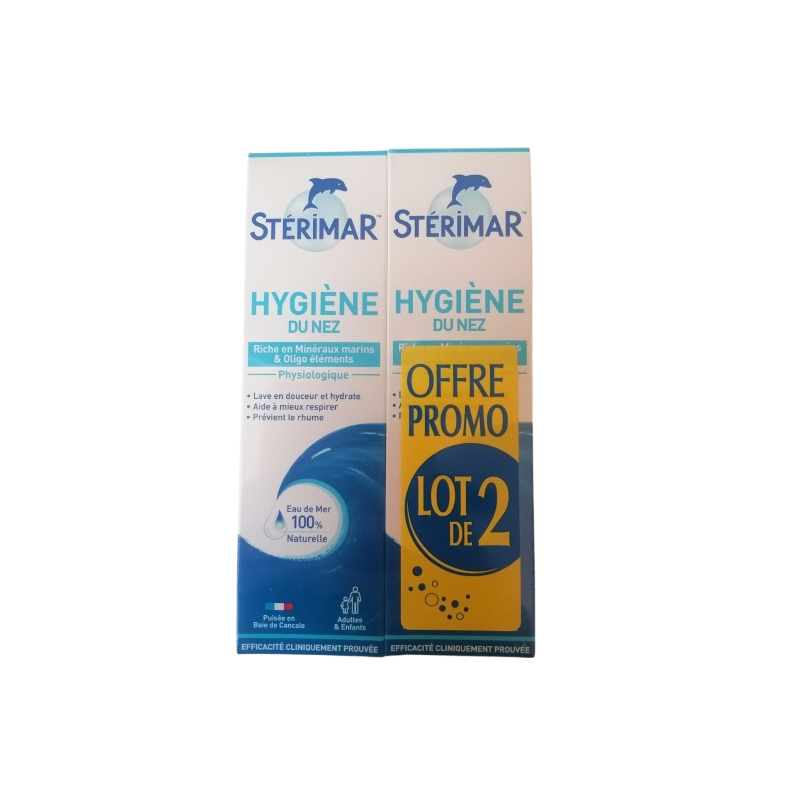 STÉRIMAR™
HYGIÈNE
DU NEZ
Riche en Minéraux marins
& Oligo éléments
Physiologique
• Lave en douceur et hydrate
• Aide à mieux respirer
• Prévient le rhume
Eau de Mer
100%
Naturelle
Puisée en
Baie de Cancale
Adultes
& Enfants
EFFICACITÉ CLINIQUEMENT PROUVÉE
STÉRIMAR™
HYGIÈNE
DU NEZ
OFFRE
PROMO
LOT
DE 2
EFFICACITÉ CLINIQUEMENT PROUVÉE